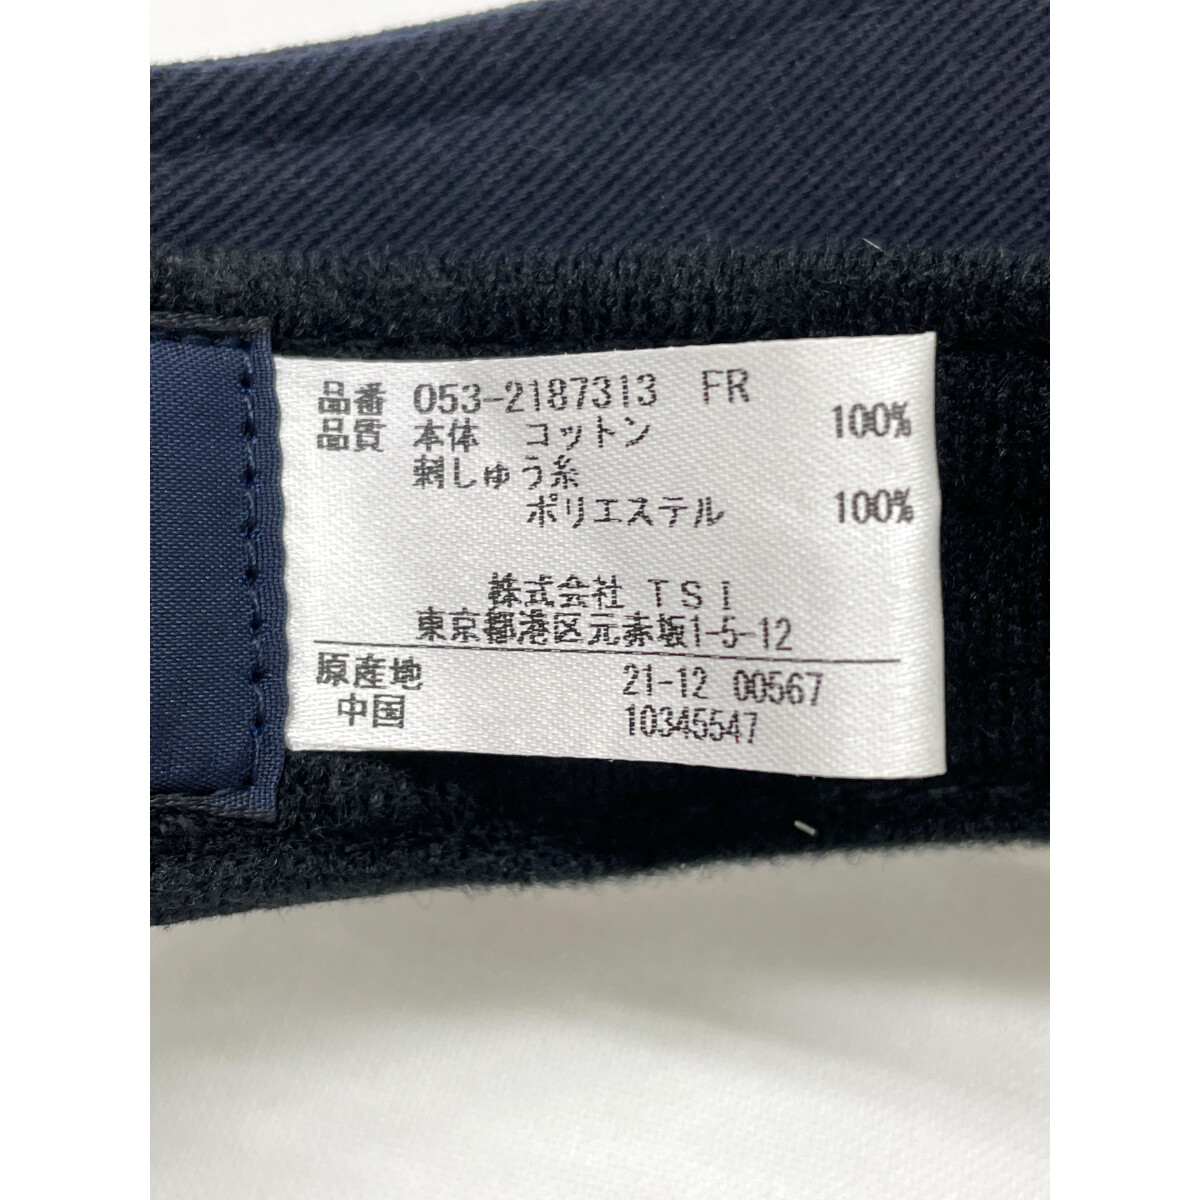 品番 053-2187313 FR
品質 本体 コットン 100%
刺しゅう糸
ポリエステル 100%
株式会社 TSI
東京都港区元赤坂1-5-12
原産地 21-12 00567
中国 10345547